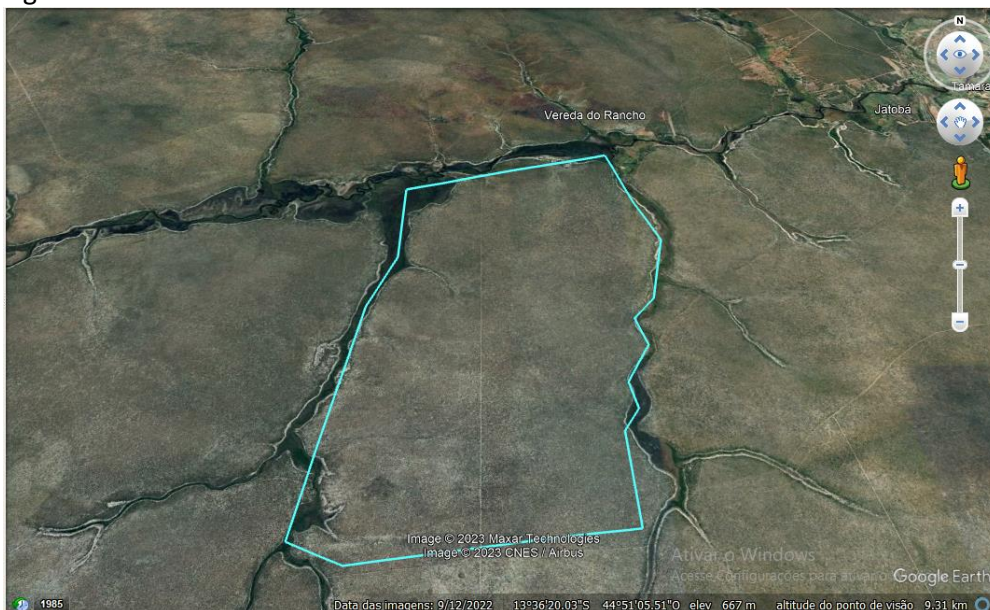 N
Tamara
Jatobá
Vereda do Rancho
Image © 2023 Maxar Technologies
Image © 2023 CNES / Airbus
Ativar o Windows
Acesse Configurações para ativar o
Google Earth
1985
Data das imagens: 9/12/2022 13°36'20.03"S 44°51'05.51"O elev 667 m altitude do ponto de visão 9.31 km